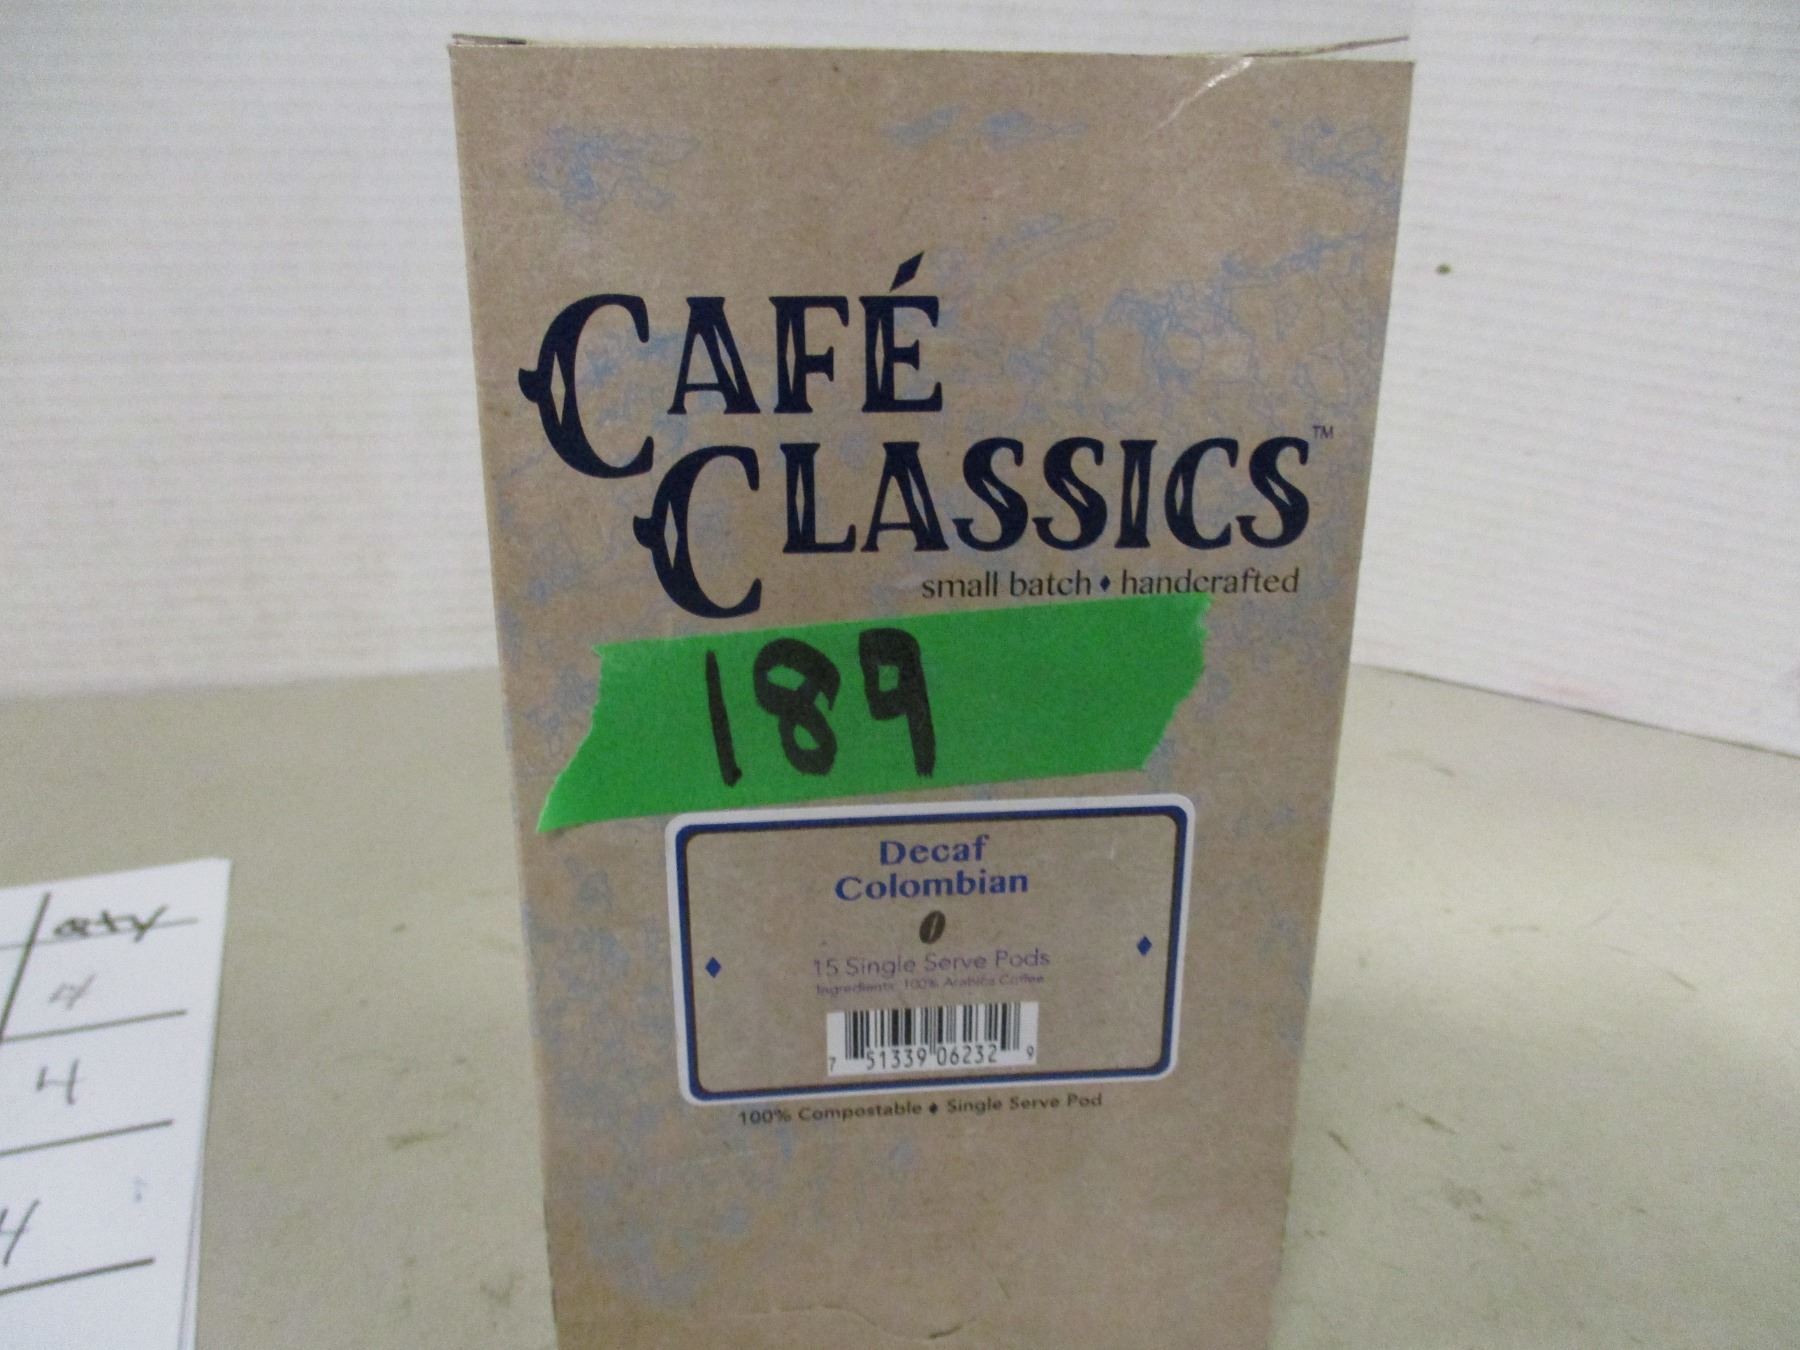 CAFÉ
CLASSICS™
small batch ♦ handcrafted
189
Decaf
Colombian
15 Single Serve Pods
Ingredients: 100% Arabica Coffee
7 51339 06232 9
100% Compostable ♦ Single Serve Pod
qty
4
4
4